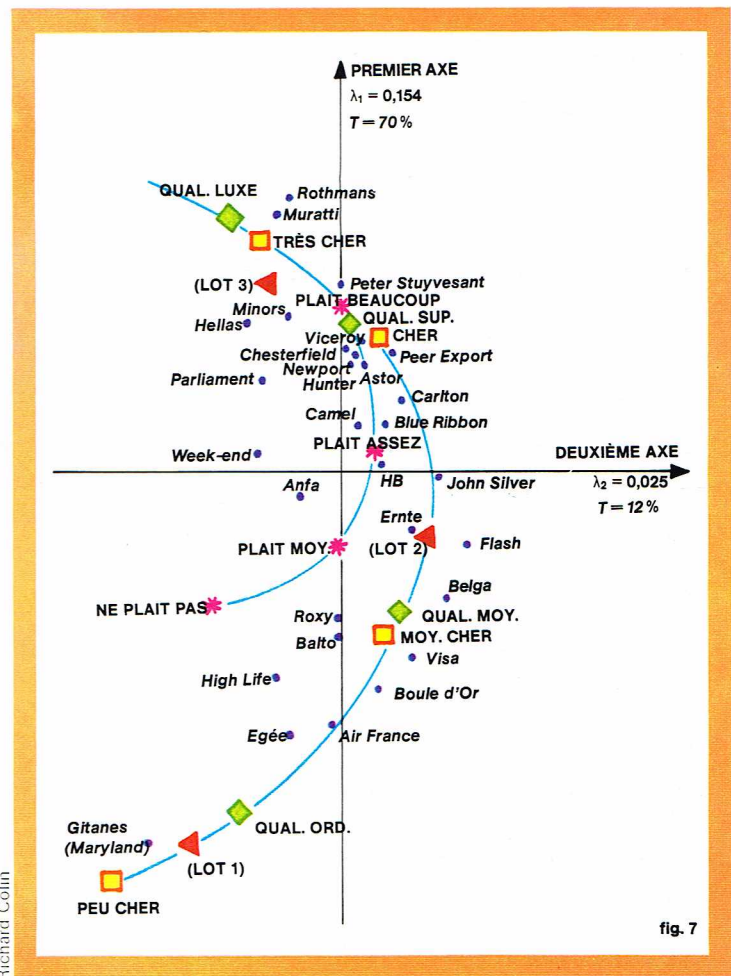 PREMIER AXE
λ₁ = 0,154
T = 70 %
QUAL. LUXE
Rothmans
Muratti
TRÈS CHER
(LOT 3)
Peter Stuyvesant
PLAIT BEAUCOUP
Minors
QUAL. SUP.
Hellas
Viceroy
CHER
Chesterfield
Peer Export
Newport
Parliament
Hunter
Astor
Carlton
Camel
Blue Ribbon
PLAIT ASSEZ
Week-end
DEUXIÈME AXE
HB
John Silver
λ₂ = 0,025
Anfa
T = 12 %
Ernte
PLAIT MOY.
(LOT 2)
Flash
Belga
NE PLAIT PAS
Roxy
QUAL. MOY.
Balto
MOY. CHER
Visa
High Life
Boule d'Or
Egée
Air France
Gitanes
(Maryland)
QUAL. ORD.
(LOT 1)
PEU CHER
fig. 7
Richard Colin